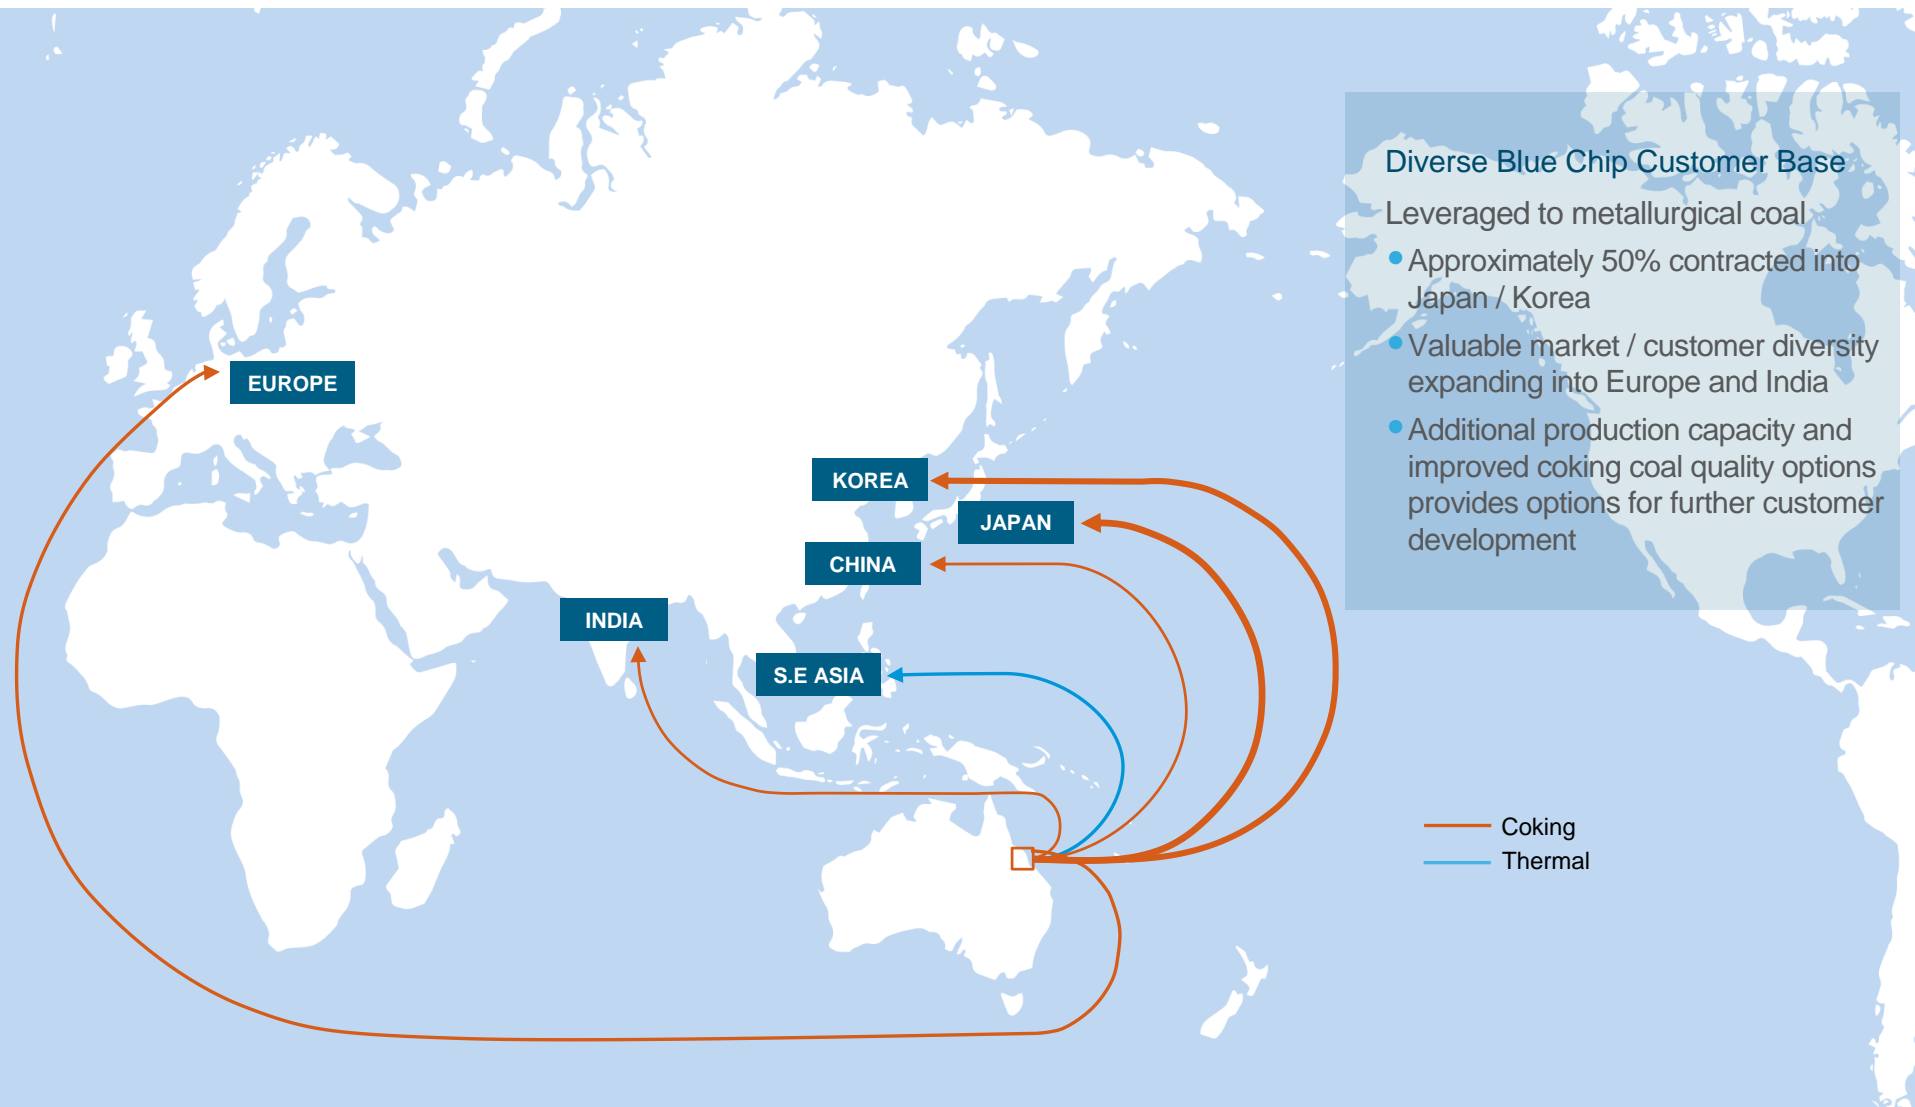 Diverse Blue Chip Customer Base
Leveraged to metallurgical coal
• Approximately 50% contracted into
Japan / Korea
• Valuable market / customer diversity
expanding into Europe and India
• Additional production capacity and
improved coking coal quality options
provides options for further customer
development
EUROPE
KOREA
JAPAN
CHINA
INDIA
S.E ASIA
Coking
Thermal